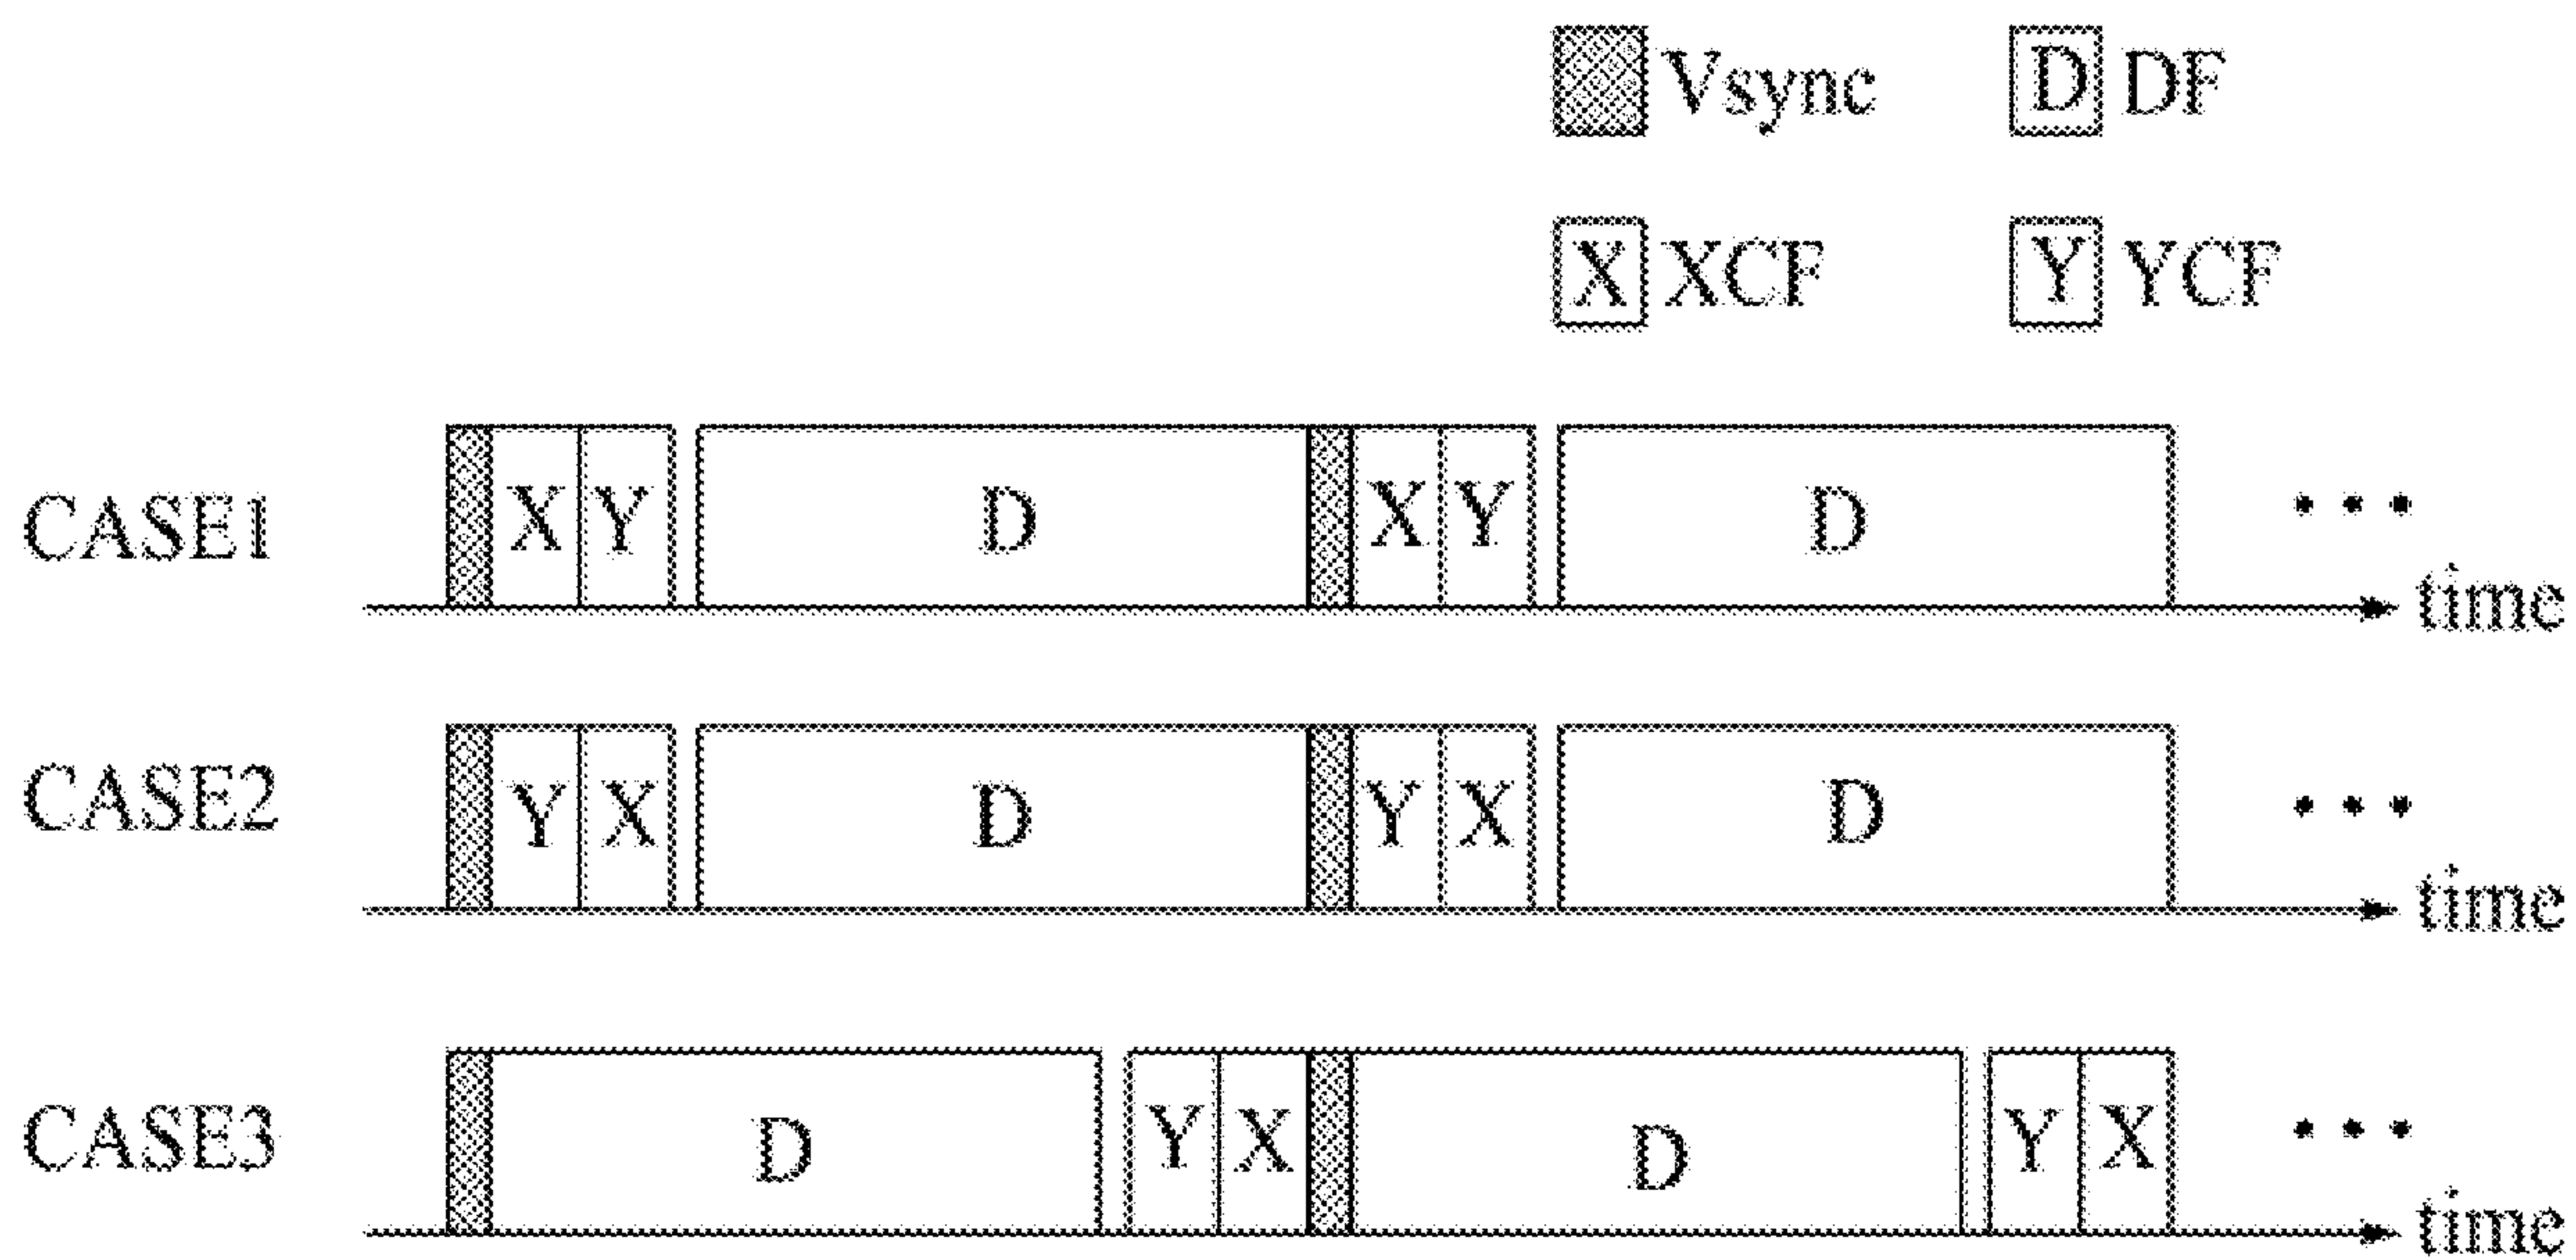 Vsync D DF
X XCF Y YCF
CASE1 X Y D X Y D • • •
time
CASE2 Y X D Y X D • • •
time
CASE3 D Y X D Y X • • •
time